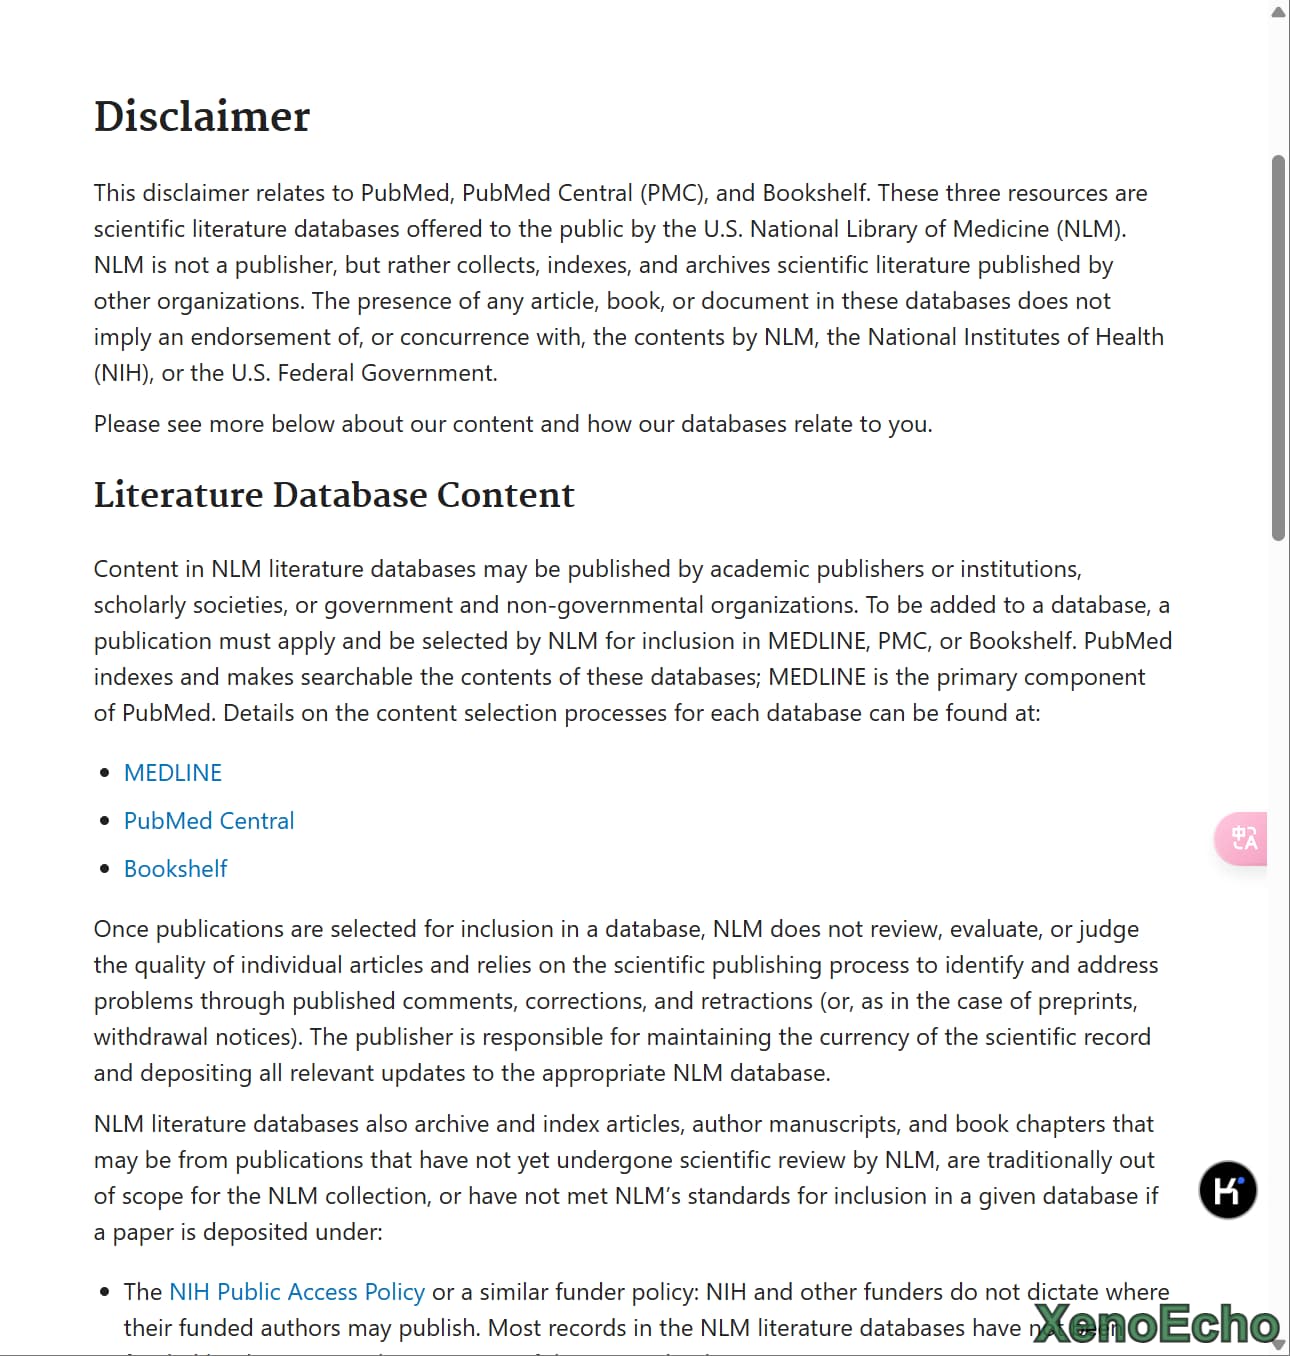 Disclaimer
This disclaimer relates to PubMed, PubMed Central (PMC), and Bookshelf. These three resources are
scientific literature databases offered to the public by the U.S. National Library of Medicine (NLM).
NLM is not a publisher, but rather collects, indexes, and archives scientific literature published by
other organizations. The presence of any article, book, or document in these databases does not
imply an endorsement of, or concurrence with, the contents by NLM, the National Institutes of Health
(NIH), or the U.S. Federal Government.
Please see more below about our content and how our databases relate to you.
Literature Database Content
Content in NLM literature databases may be published by academic publishers or institutions,
scholarly societies, or government and non-governmental organizations. To be added to a database, a
publication must apply and be selected by NLM for inclusion in MEDLINE, PMC, or Bookshelf. PubMed
indexes and makes searchable the contents of these databases; MEDLINE is the primary component
of PubMed. Details on the content selection processes for each database can be found at:
• MEDLINE
• PubMed Central
• Bookshelf
Once publications are selected for inclusion in a database, NLM does not review, evaluate, or judge
the quality of individual articles and relies on the scientific publishing process to identify and address
problems through published comments, corrections, and retractions (or, as in the case of preprints,
withdrawal notices). The publisher is responsible for maintaining the currency of the scientific record
and depositing all relevant updates to the appropriate NLM database.
NLM literature databases also archive and index articles, author manuscripts, and book chapters that
may be from publications that have not yet undergone scientific review by NLM, are traditionally out
of scope for the NLM collection, or have not met NLM's standards for inclusion in a given database if
a paper is deposited under:
• The NIH Public Access Policy or a similar funder policy: NIH and other funders do not dictate where
their funded authors may publish. Most records in the NLM literature databases have
中A
K
XenoEcho